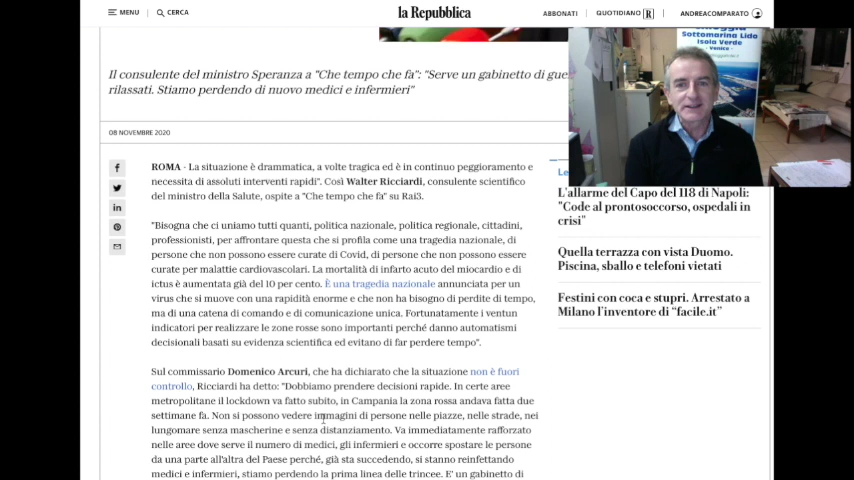 MENU
CERCA
la Repubblica
ABBONATI
QUOTIDIANO R
ANDREACOMPARATO
Sottomarina Lido
Isola Verde
- Venice -
Il consulente del ministro Speranza a "Che tempo che fa": "Serve un gabinetto di
rilassati. Stiamo perdendo di nuovo medici e infermieri"
08 NOVEMBRE 2020
ROMA - La situazione è drammatica, a volte tragica ed è in continuo peggioramento e
necessita di assoluti interventi rapidi". Così Walter Ricciardi, consulente scientifico
del ministro della Salute, ospite a "Che tempo che fa" su Rai3.
"Bisogna che ci uniamo tutti quanti, politica nazionale, politica regionale, cittadini,
professionisti, per affrontare questa che si profila come una tragedia nazionale, di
persone che non possono essere curate di Covid, di persone che non possono essere
curate per malattie cardiovascolari. La mortalità di infarto acuto del miocardio e di
ictus è aumentata già del 10 per cento. È una tragedia nazionale annunciata per un
virus che si muove con una rapidità enorme e che non ha bisogno di perdite di tempo,
ma di una catena di comando e di comunicazione unica. Fortunatamente i ventun
indicatori per realizzare le zone rosse sono importanti perché danno automatismi
decisionali basati su evidenza scientifica ed evitano di far perdere tempo".
Sul commissario Domenico Arcuri, che ha dichiarato che la situazione non è fuori
controllo, Ricciardi ha detto: "Dobbiamo prendere decisioni rapide. In certe aree
metropolitane il lockdown va fatto subito, in Campania la zona rossa andava fatta due
settimane fa. Non si possono vedere immagini di persone nelle piazze, nelle strade, nei
lungomare senza mascherine e senza distanziamento. Va immediatamente rafforzato
nelle aree dove serve il numero di medici, gli infermieri e occorre spostare le persone
da una parte all'altra del Paese perché, già sta succedendo, si stanno reinfettando
medici e infermieri, stiamo perdendo la prima linea delle trincee. E' un gabinetto di
Le
L'allarme del Capo del 118 di Napoli:
"Code al prontosoccorso, ospedali in
crisi"
Quella terrazza con vista Duomo.
Piscina, sballo e telefoni vietati
Festini con coca e stupri. Arrestato a
Milano l'inventore di "facile.it"